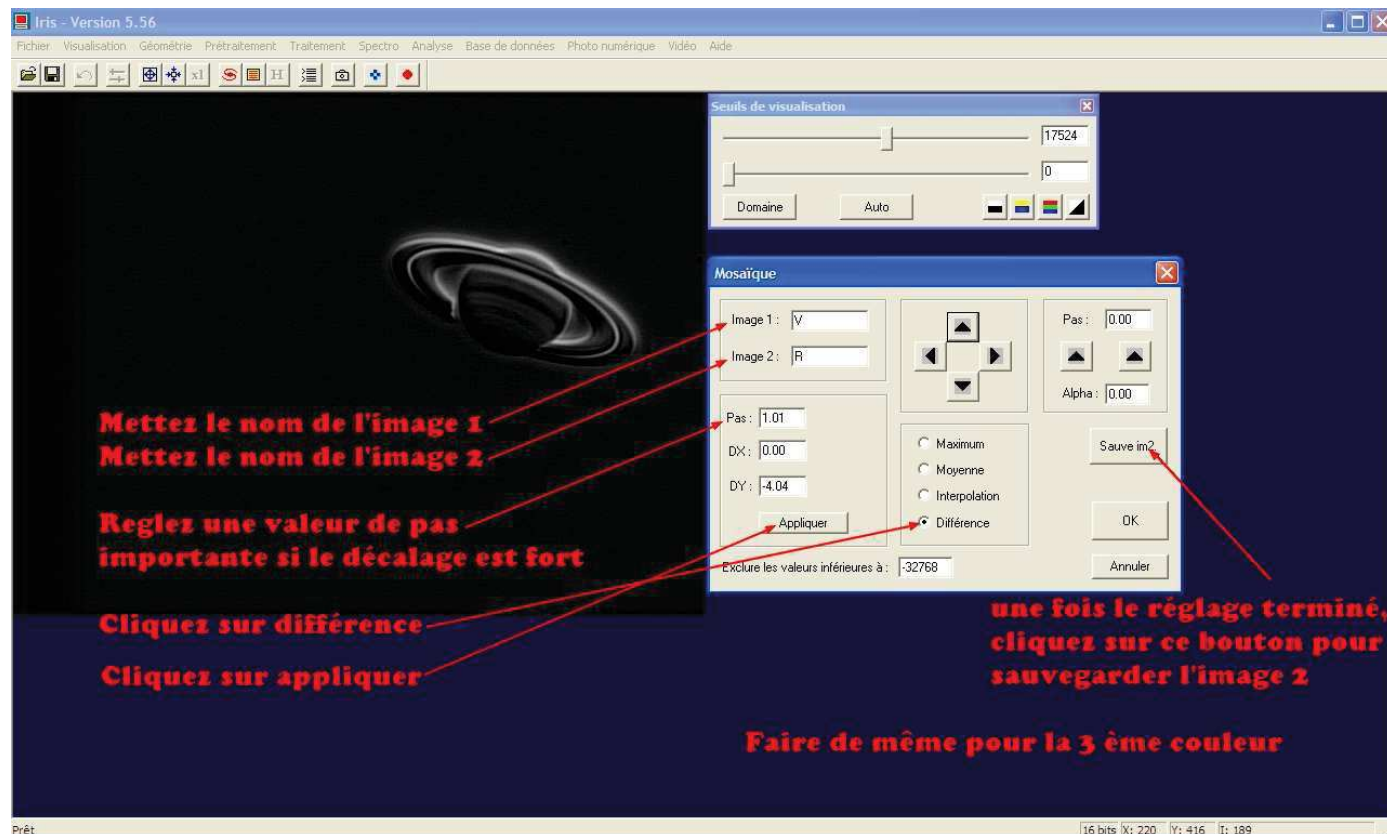 Iris - Version 5.56
Fichier Visualisation Géométrie Prétraitement Traitement Spectro Analyse Base de données Photo numérique Vidéo Aide
x1 H
Seuils de visualisation
17524
0
Domaine Auto
Mosaïque
Image 1 : V
Image 2 : R
Pas : 0.00
Alpha : 0.00
Pas : 1.01
DX : 0.00
DY : -4.04
Appliquer
Maximum
Moyenne
Interpolation
Différence
Sauve im2
OK
Exclure les valeurs inférieures à : -32768
Annuler
Mettez le nom de l'image 1
Mettez le nom de l'image 2
Reglez une valeur de pas
importante si le décalage est fort
Cliquez sur différence
Cliquez sur appliquer
une fois le réglage terminé,
cliquez sur ce bouton pour
sauvegarder l'image 2
Faire de même pour la 3 ème couleur
Prêt
16 bits X: 220 Y: 416 I: 189